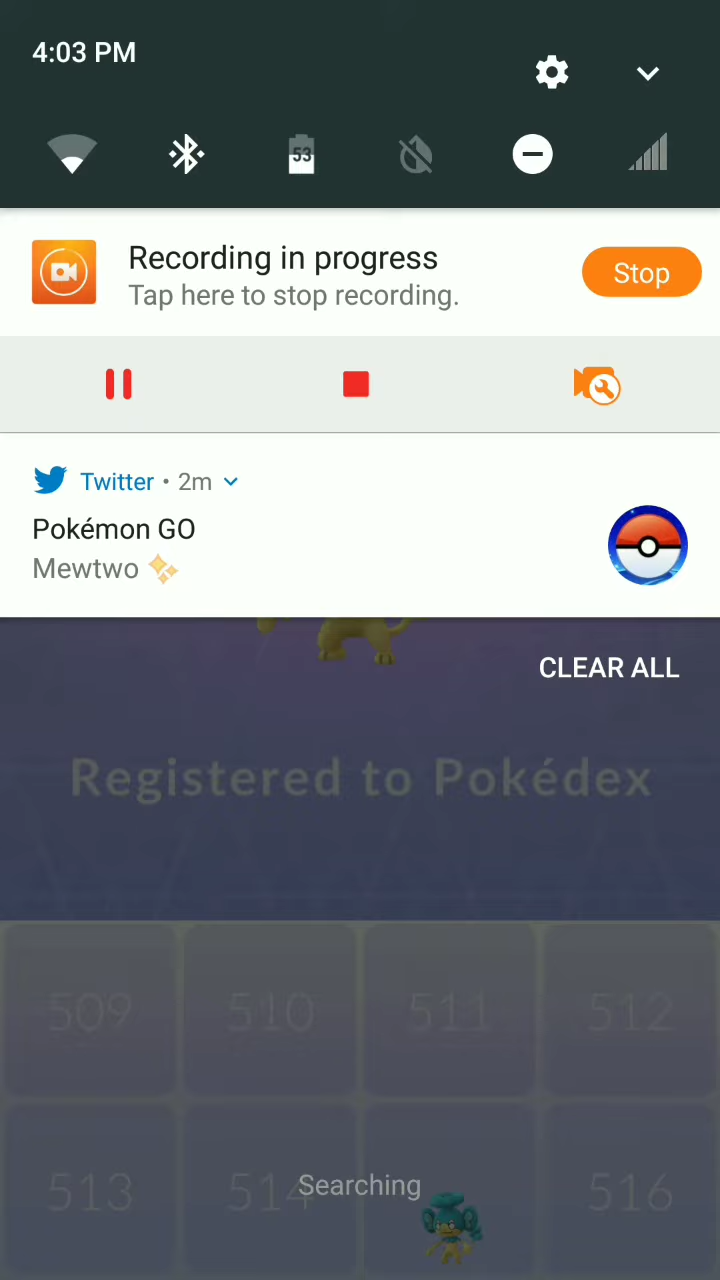 4:03 PM
53
Recording in progress
Tap here to stop recording.
Stop
Twitter • 2m
Pokémon GO
Mewtwo ✨
CLEAR ALL
Registered to Pokédex
509 510 511 512
513 514 516
Searching